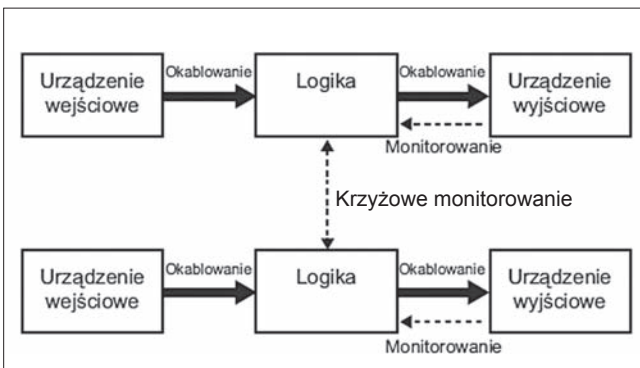 Urządzenie
wejściowe
Okablowanie
Logika
Okablowanie
Urządzenie
wyjściowe
Monitorowanie
Krzyżowe monitorowanie
Urządzenie
wejściowe
Okablowanie
Logika
Okablowanie
Urządzenie
wyjściowe
Monitorowanie